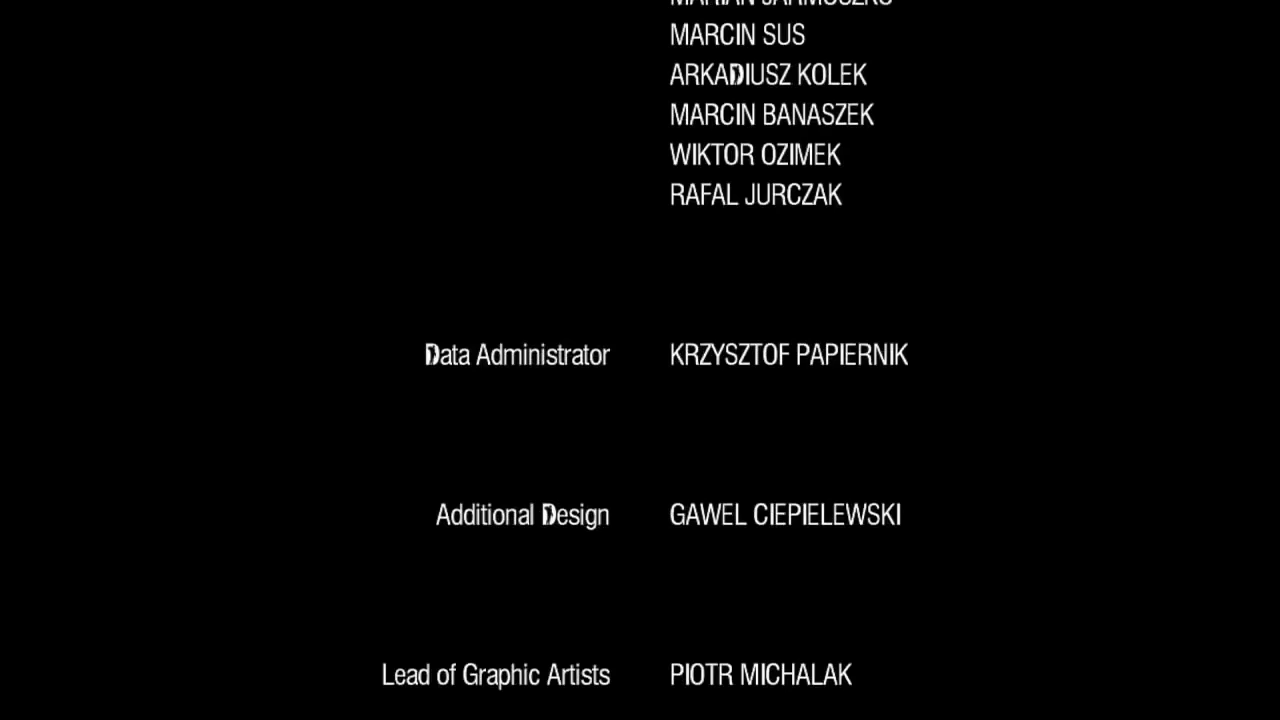 MARCIN SUS
ARKADIUSZ KOLEK
MARCIN BANASZEK
WIKTOR OZIMEK
RAFAL JURCZAK
Data Administrator KRZYSZTOF PAPIERNIK
Additional Design GAWEL CIEPIELEWSKI
Lead of Graphic Artists PIOTR MICHALAK